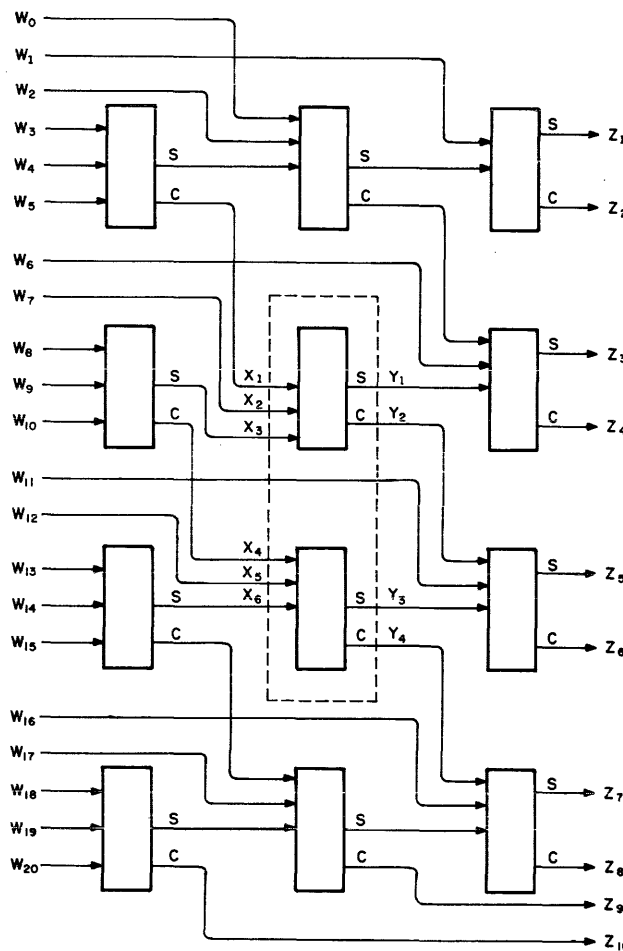 W₀
W₁
W₂
W₃
W₄ S S S Z₁
W₅ C C C Z₂
W₆
W₇
W₈ S Z₃
W₉ X₁ S Y₁
S X₂ C Y₂ C Z₄
W₁₀ C X₃
W₁₁
W₁₂
X₄
W₁₃ X₅ S Z₅
W₁₄ S X₆ S Y₃
W₁₅ C C Y₄ C Z₆
W₁₆
W₁₇
W₁₈ S Z₇
W₁₉ S S
W₂₀ C C C Z₈
Z₉